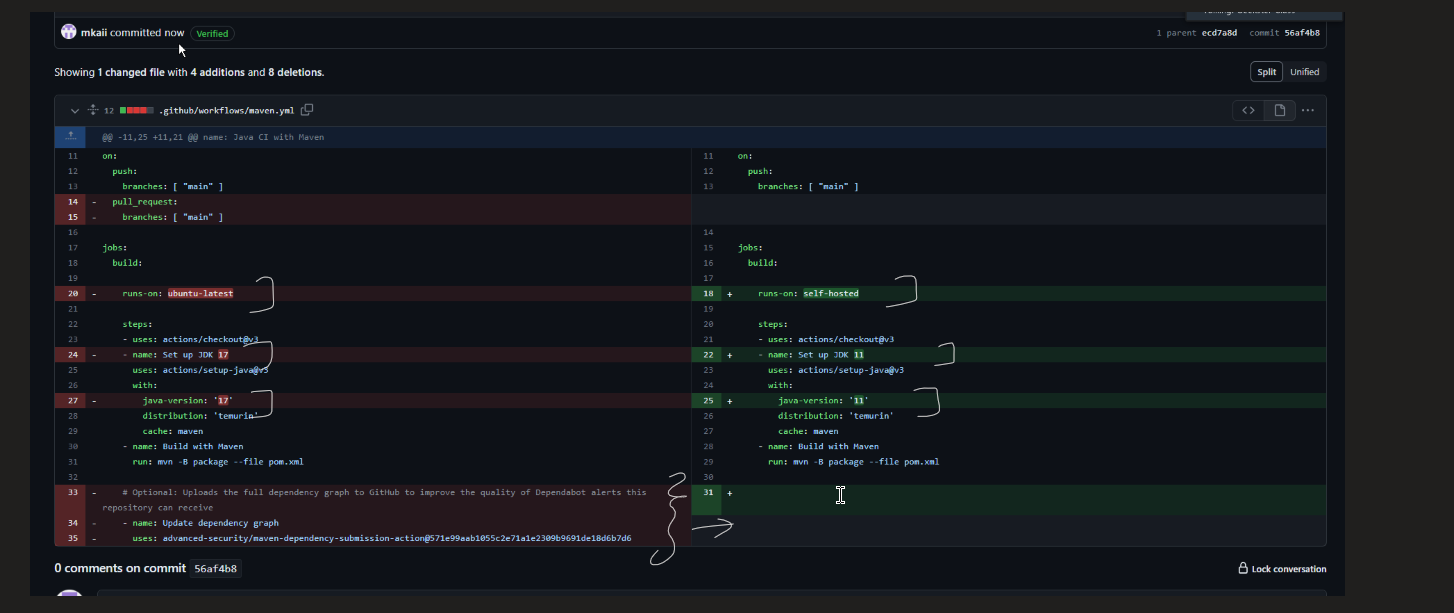 mkaii committed now Verified
1 parent ecd7a8d commit 56af4b8
Showing 1 changed file with 4 additions and 8 deletions.
Split Unified
12 .github/workflows/maven.yml
@@ -11,25 +11,21 @@ name: Java CI with Maven
11 on:
12 push:
13 branches: [ "main" ]
14 - pull_request:
15 - branches: [ "main" ]
16
17 jobs:
18 build:
19
20 - runs-on: ubuntu-latest
21
22 steps:
23 - uses: actions/checkout@v3
24 - - name: Set up JDK 17
25 uses: actions/setup-java@v3
26 with:
27 - java-version: '17'
28 distribution: 'temurin'
29 cache: maven
30 - name: Build with Maven
31 run: mvn -B package --file pom.xml
32
33 - # Optional: Uploads the full dependency graph to GitHub to improve the quality of Dependabot alerts this
repository can receive
34 - - name: Update dependency graph
35 - uses: advanced-security/maven-dependency-submission-action@571e99aab1055c2e71a1e2309b9691de18d6b7d6
11 on:
12 push:
13 branches: [ "main" ]
14
15 jobs:
16 build:
17
18 + runs-on: self-hosted
19
20 steps:
21 - uses: actions/checkout@v3
22 + - name: Set up JDK 11
23 uses: actions/setup-java@v3
24 with:
25 + java-version: '11'
26 distribution: 'temurin'
27 cache: maven
28 - name: Build with Maven
29 run: mvn -B package --file pom.xml
30
31 +
0 comments on commit 56af4b8
Lock conversation